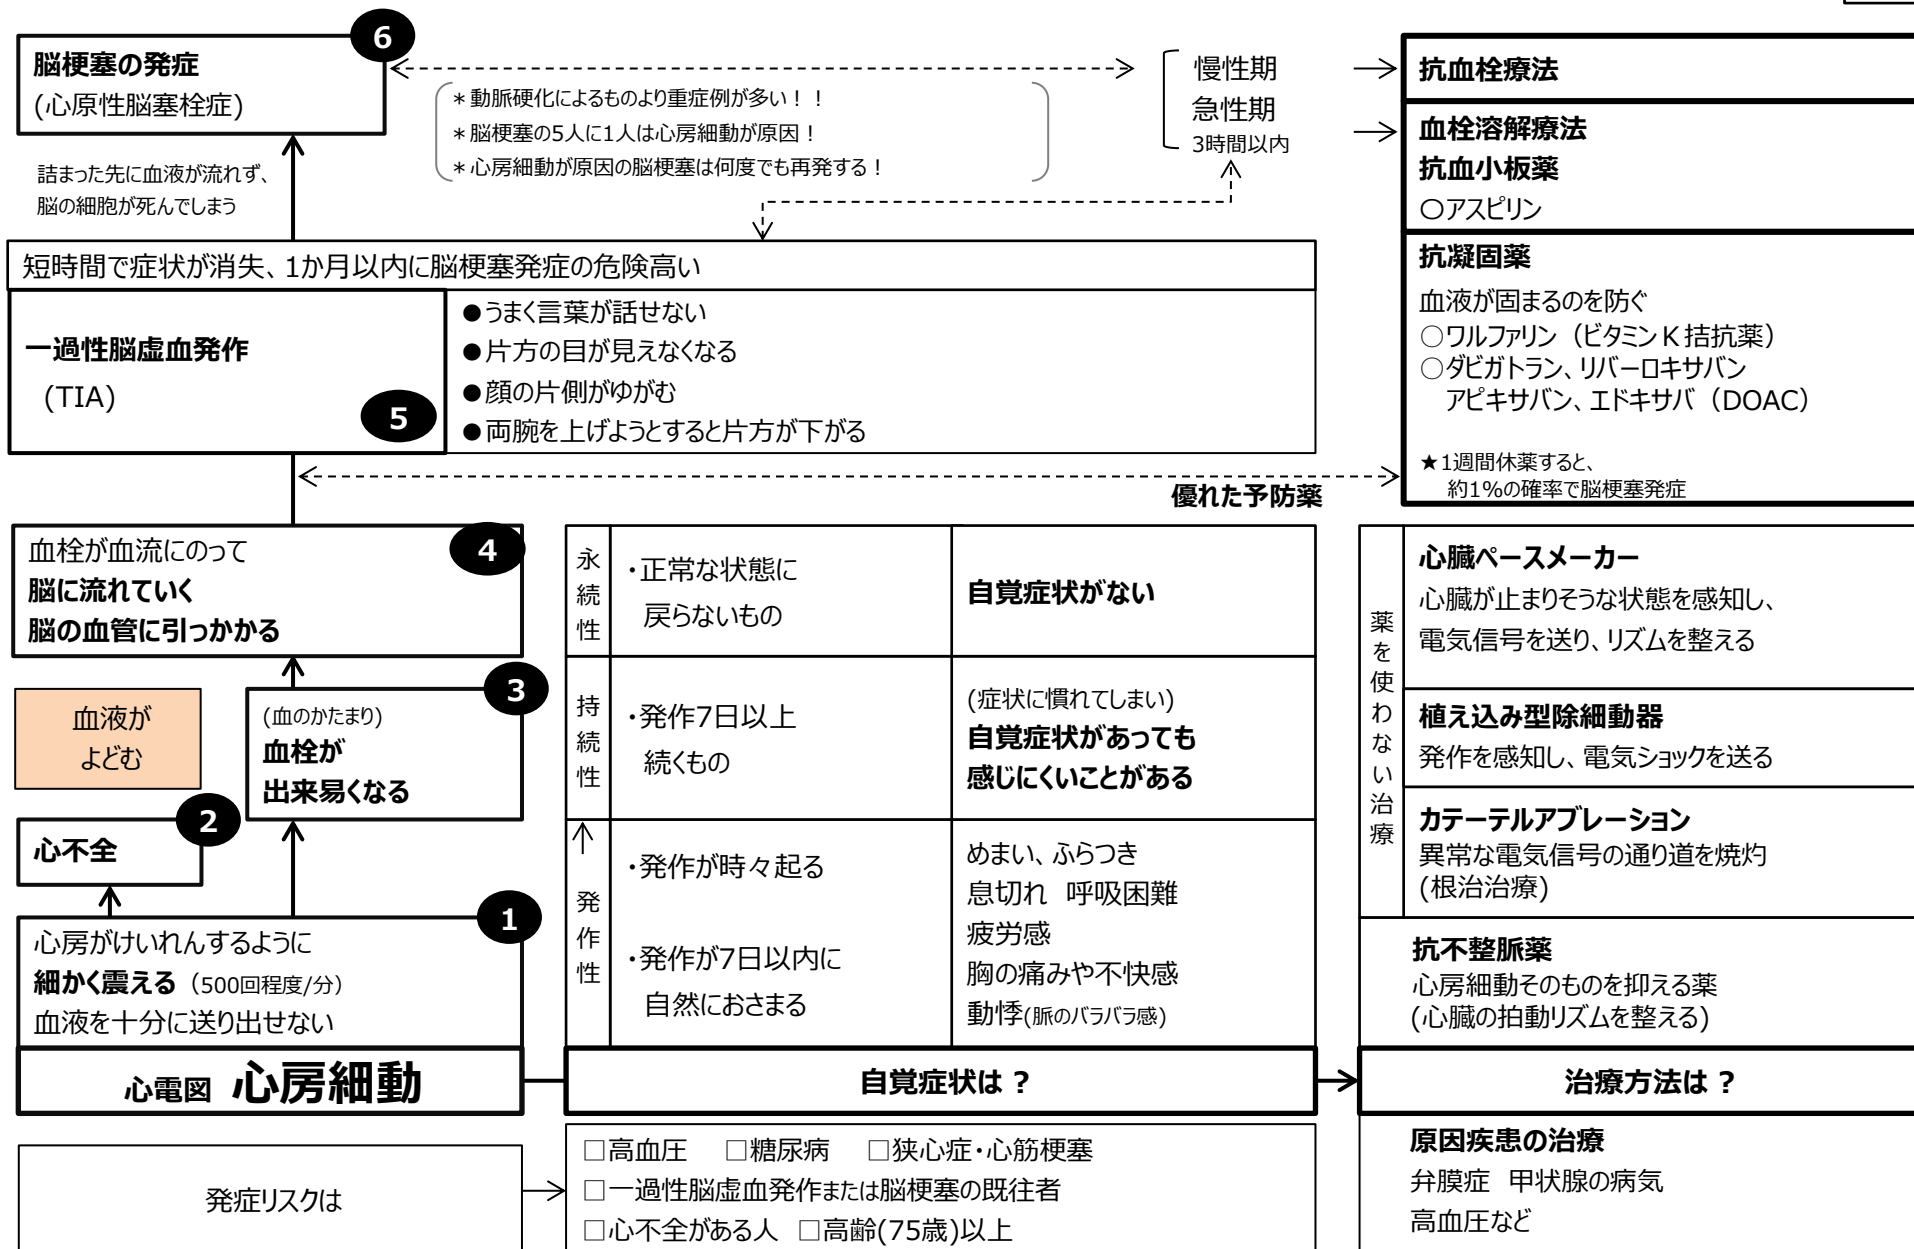 脳梗塞の発症
(心原性脳塞栓症)
6
＊動脈硬化によるものより重症例が多い！！
＊脳梗塞の5人に1人は心房細動が原因！
＊心房細動が原因の脳梗塞は何度でも再発する！
慢性期
急性期
3時間以内
抗血栓療法
血栓溶解療法
抗血小板薬
〇アスピリン
詰まった先に血液が流れず、
脳の細胞が死んでしまう
短時間で症状が消失、1か月以内に脳梗塞発症の危険高い
一過性脳虚血発作
(TIA)
5
●うまく言葉が話せない
●片方の目が見えなくなる
●顔の片側がゆがむ
●両腕を上げようとすると片方が下がる
抗凝固薬
血液が固まるのを防ぐ
○ワルファリン（ビタミンＫ拮抗薬）
○ダビガトラン、リバーロキサバン
アピキサバン、エドキサバ（DOAC）
★1週間休薬すると、
約1%の確率で脳梗塞発症
優れた予防薬
血栓が血流にのって
脳に流れていく
脳の血管に引っかかる
4
血液が
よどむ
(血のかたまり)
血栓が
出来易くなる
3
心不全
2
心房がけいれんするように
細かく震える（500回程度/分）
血液を十分に送り出せない
1
心電図 心房細動
永続性
・正常な状態に
戻らないもの
自覚症状がない
持続性
・発作7日以上
続くもの
(症状に慣れてしまい)
自覚症状があっても
感じにくいことがある
↑発作性
・発作が時々起る
・発作が7日以内に
自然におさまる
めまい、ふらつき
息切れ 呼吸困難
疲労感
胸の痛みや不快感
動悸(脈のバラバラ感)
自覚症状は？
薬を使わない治療
心臓ペースメーカー
心臓が止まりそうな状態を感知し、
電気信号を送り、リズムを整える
植え込み型除細動器
発作を感知し、電気ショックを送る
カテーテルアブレーション
異常な電気信号の通り道を焼灼
(根治治療)
抗不整脈薬
心房細動そのものを抑える薬
(心臓の拍動リズムを整える)
治療方法は？
発症リスクは
□高血圧 □糖尿病 □狭心症・心筋梗塞
□一過性脳虚血発作または脳梗塞の既往者
□心不全がある人 □高齢(75歳)以上
原因疾患の治療
弁膜症 甲状腺の病気
高血圧など